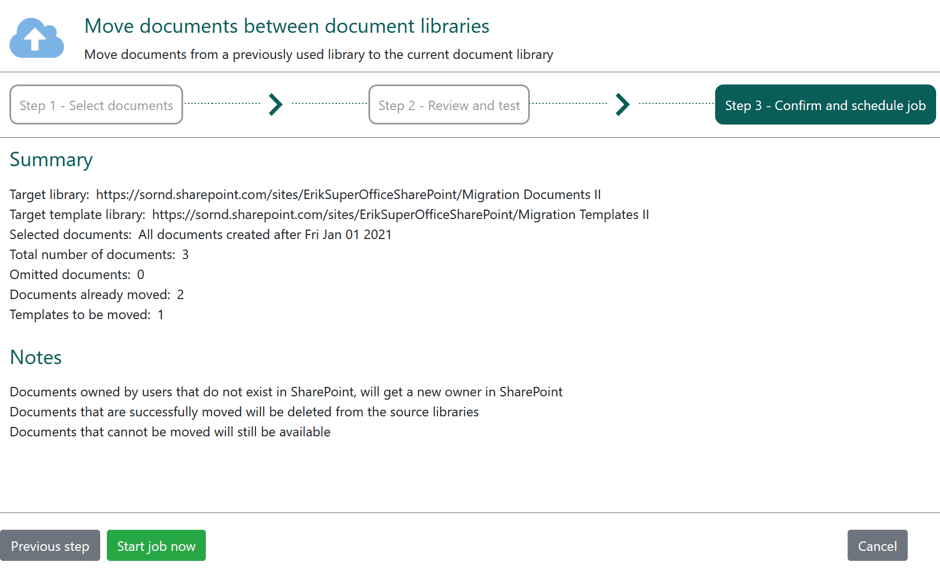 Move documents between document libraries
Move documents from a previously used library to the current document library
Step 1 - Select documents
Step 2 - Review and test
Step 3 - Confirm and schedule job
Summary
Target library: https://sornd.sharepoint.com/sites/ErikSuperOfficeSharePoint/Migration Documents II
Target template library: https://sornd.sharepoint.com/sites/ErikSuperOfficeSharePoint/Migration Templates II
Selected documents: All documents created after Fri Jan 01 2021
Total number of documents: 3
Omitted documents: 0
Documents already moved: 2
Templates to be moved: 1
Notes
Documents owned by users that do not exist in SharePoint, will get a new owner in SharePoint
Documents that are successfully moved will be deleted from the source libraries
Documents that cannot be moved will still be available
Previous step
Start job now
Cancel